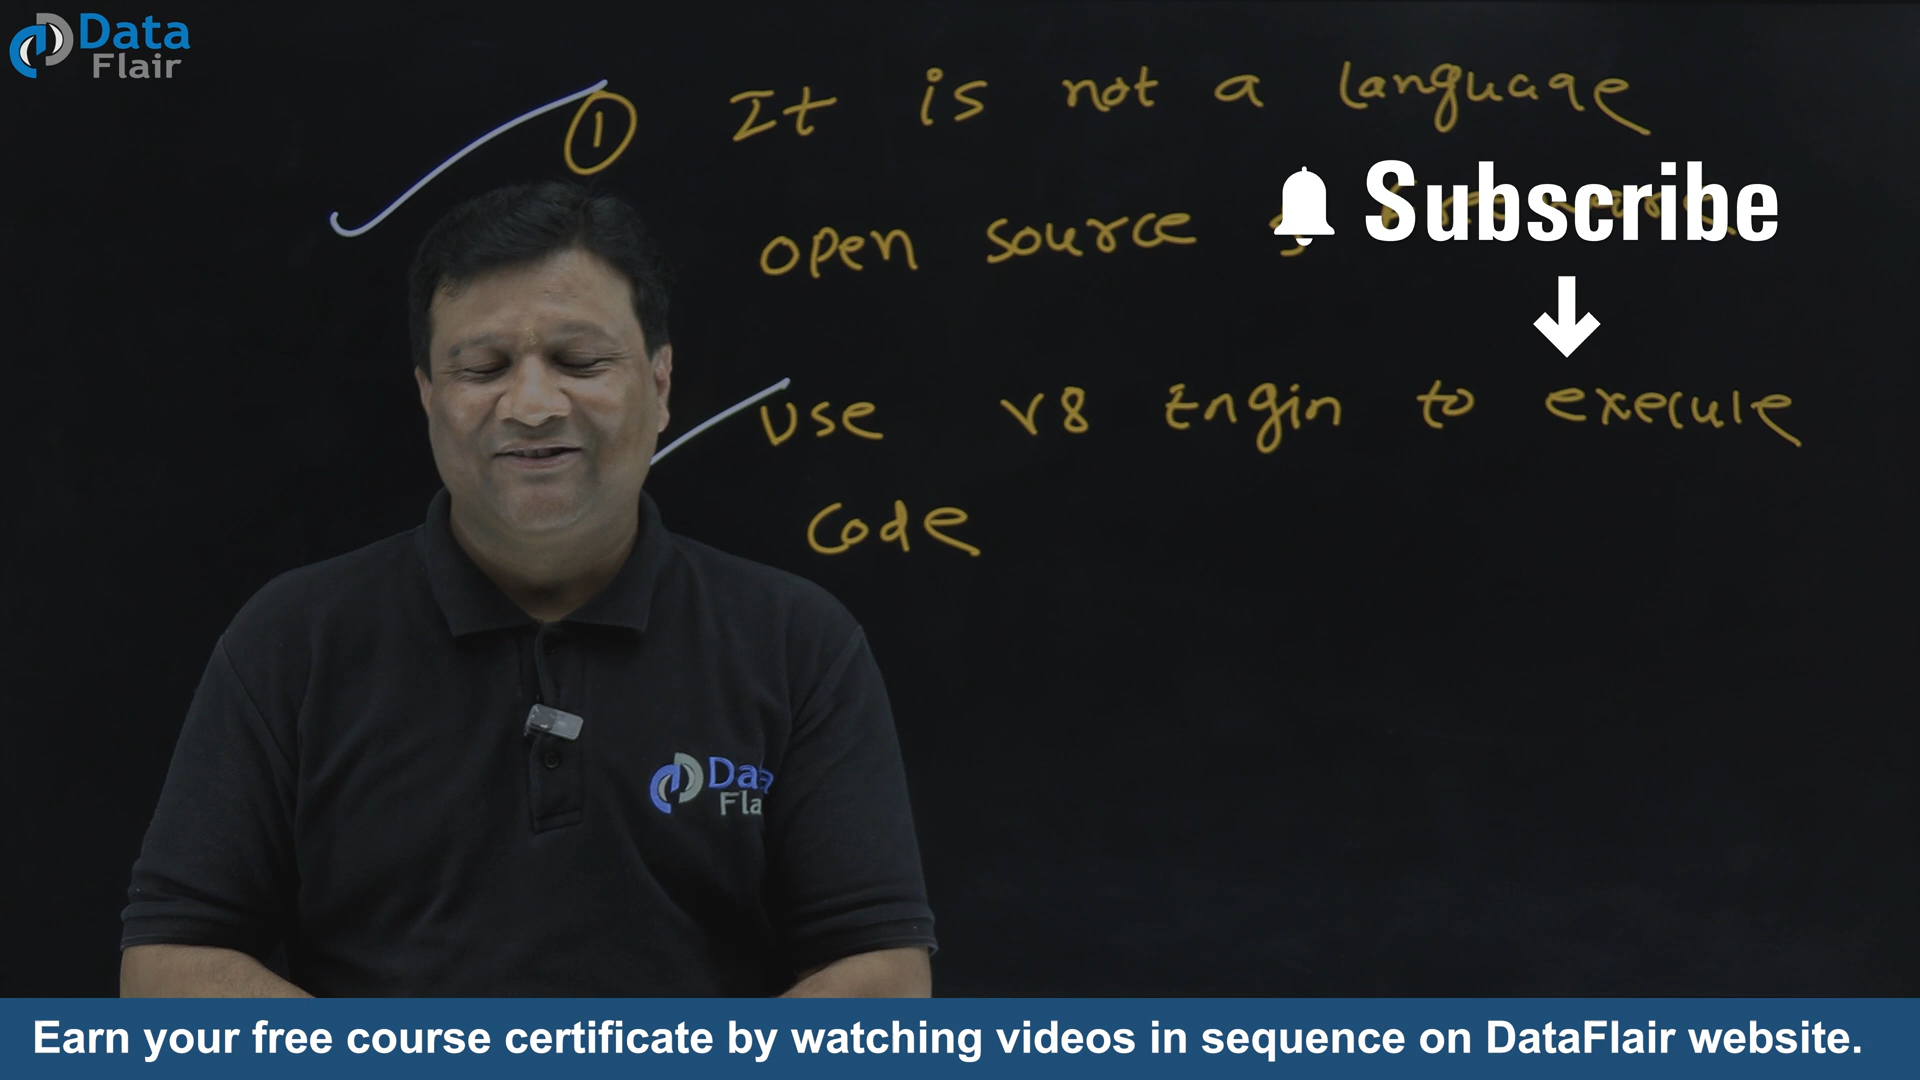 Data
Flair
① It is not a language
open source
Subscribe
Use V8 Engin to execute
Code
Data
Fla
Earn your free course certificate by watching videos in sequence on DataFlair website.